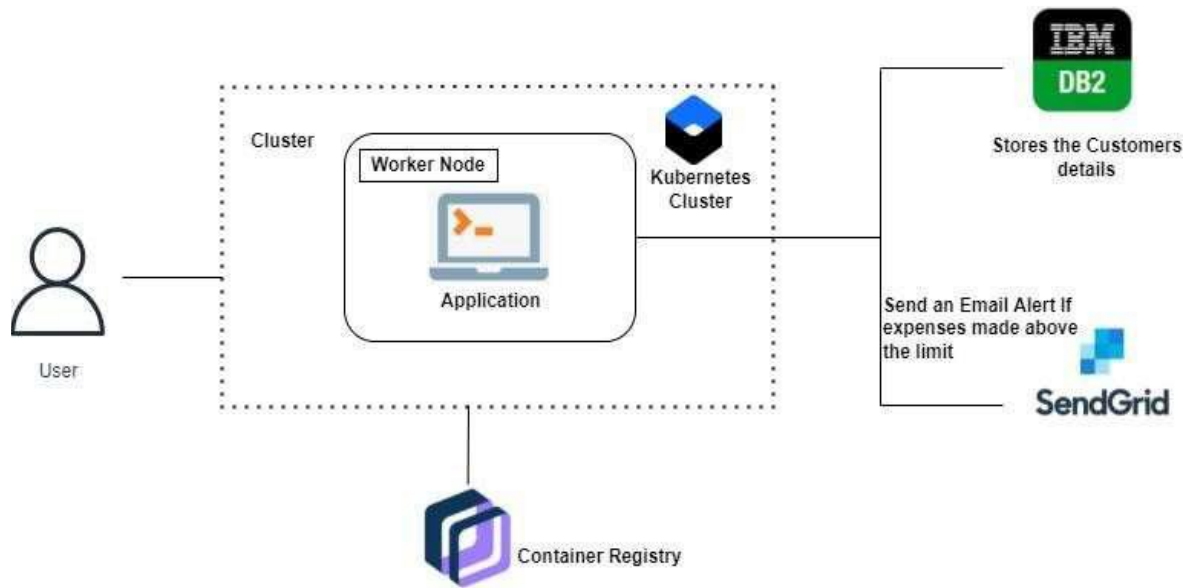 IBM
DB2
Stores the Customers
details
Cluster
Worker Node
Kubernetes
Cluster
Application
User
Send an Email Alert If
expenses made above
the limit
SendGrid
Container Registry